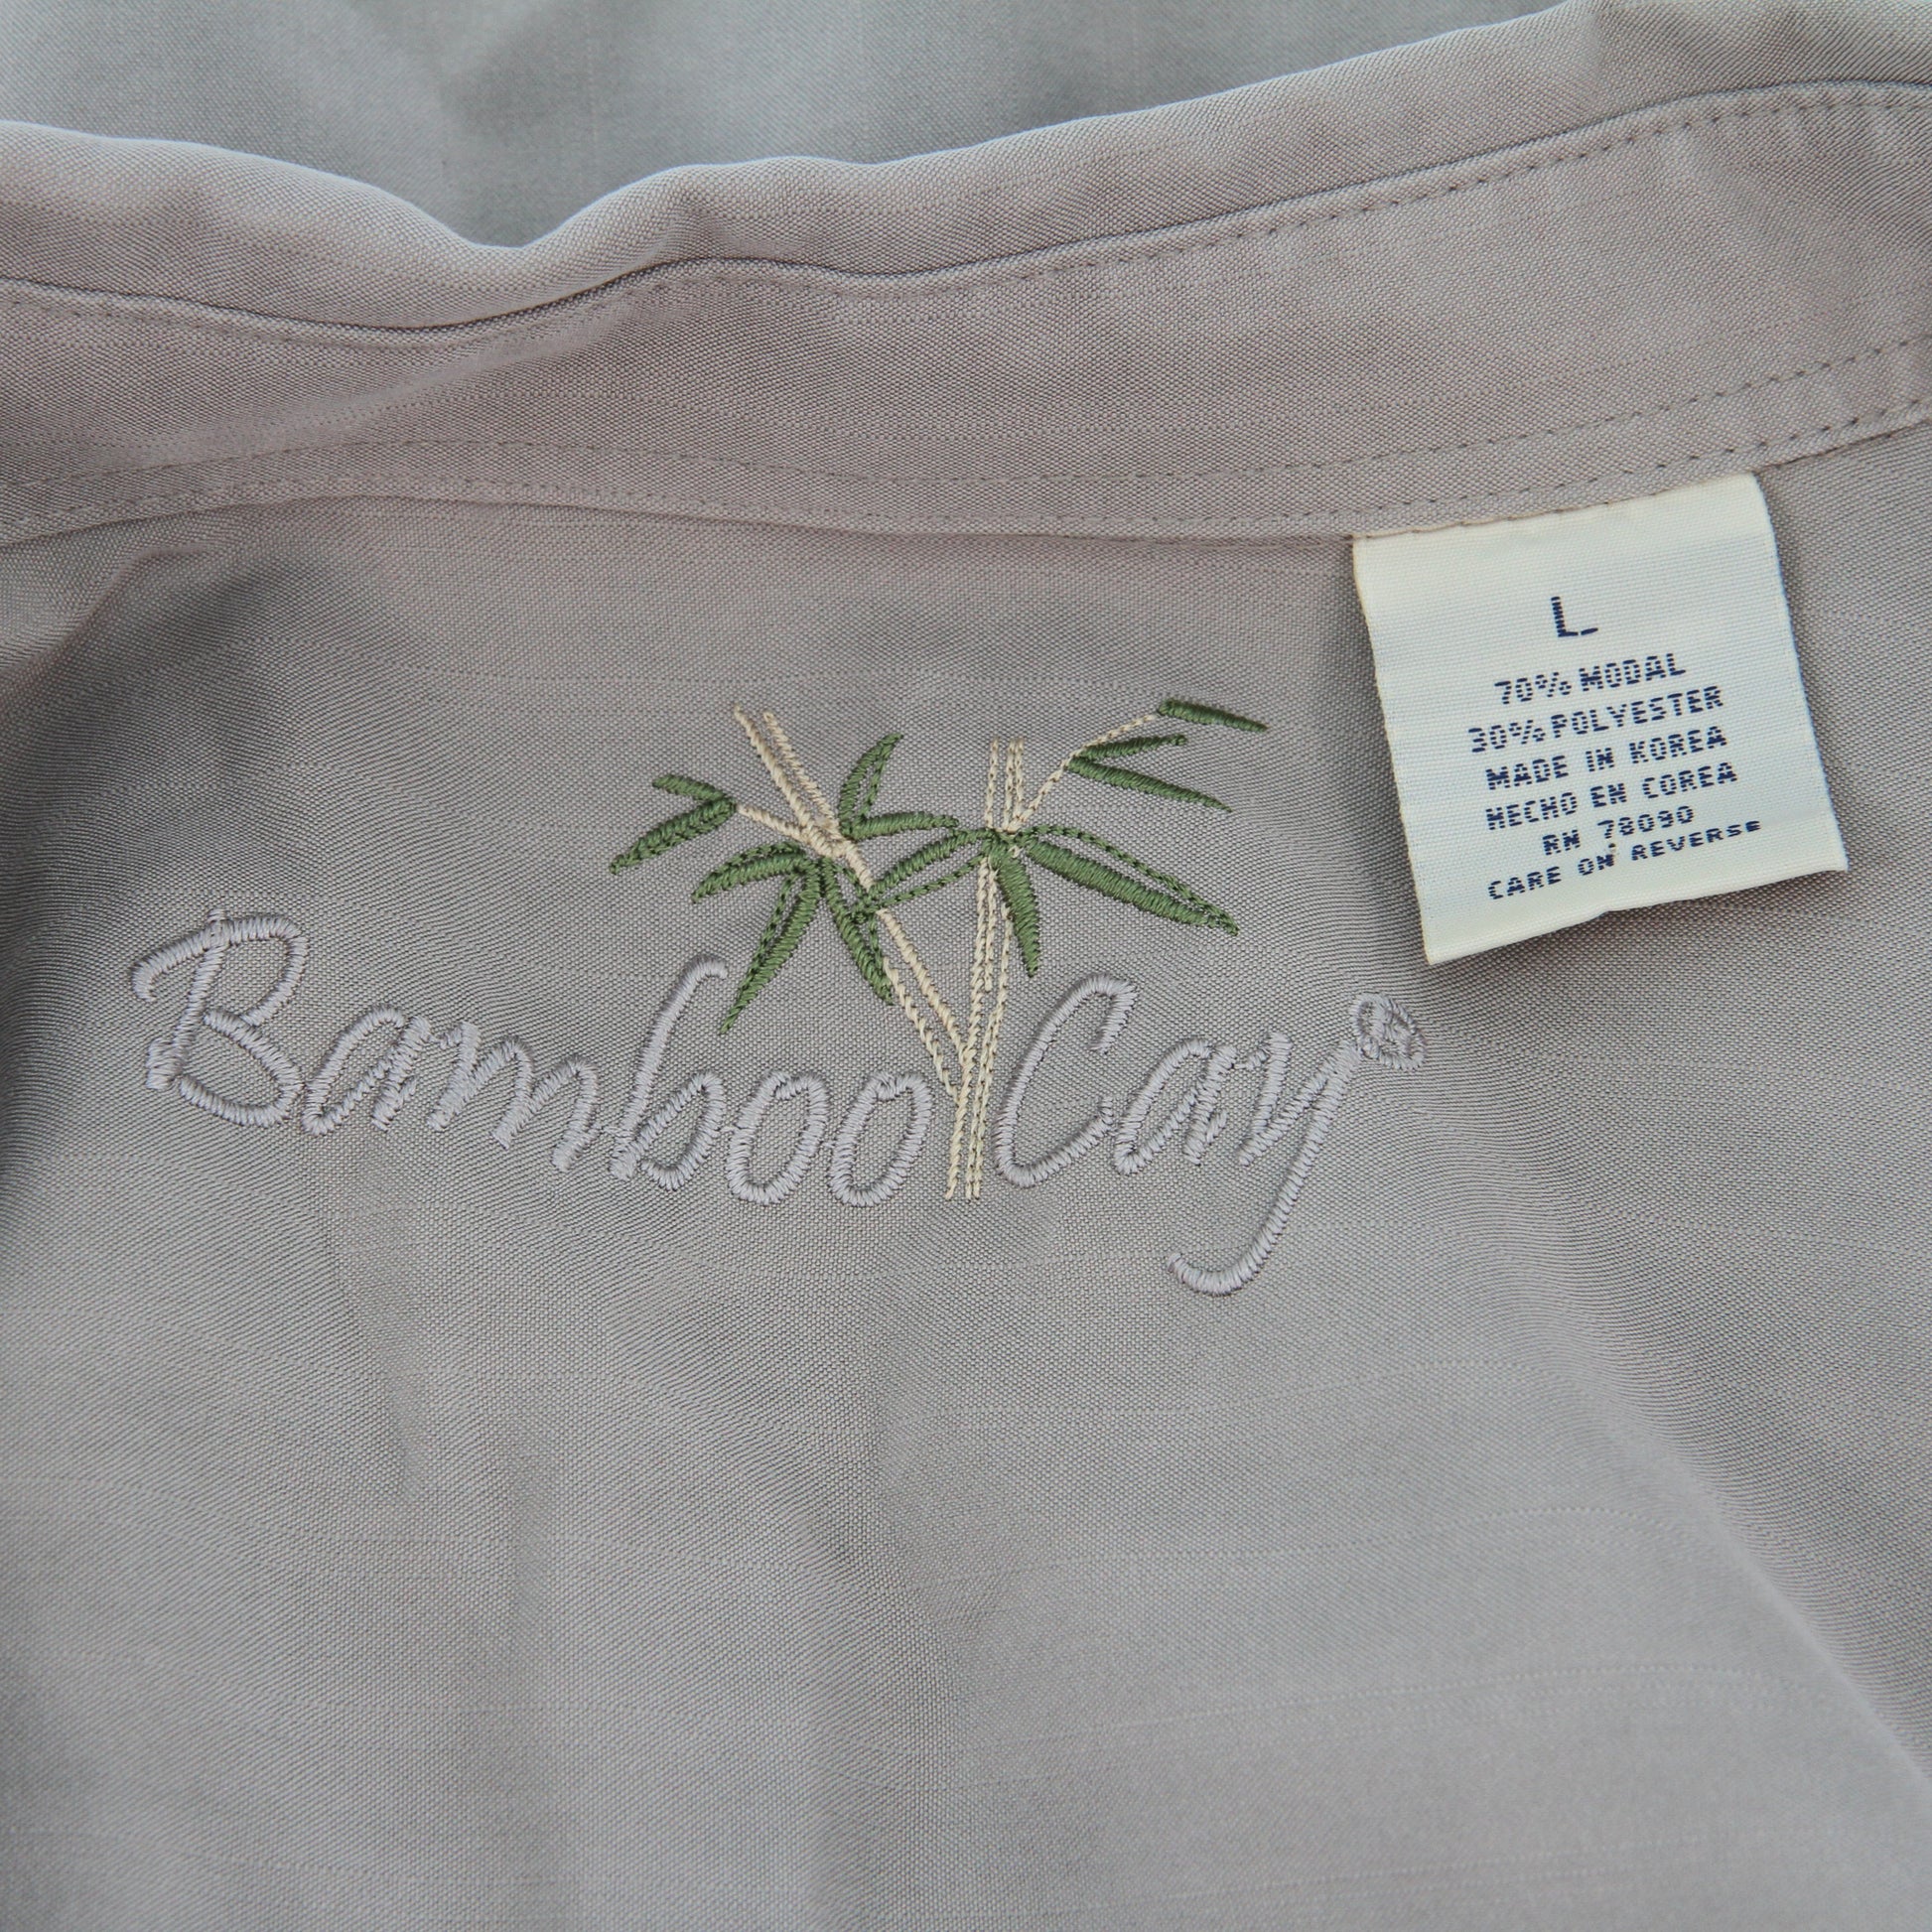 Bamboo Cay®
L
70% MODAL
30% POLYESTER
MADE IN KOREA
HECHO EN COREA
RN 78090
CARE ON REVERSE